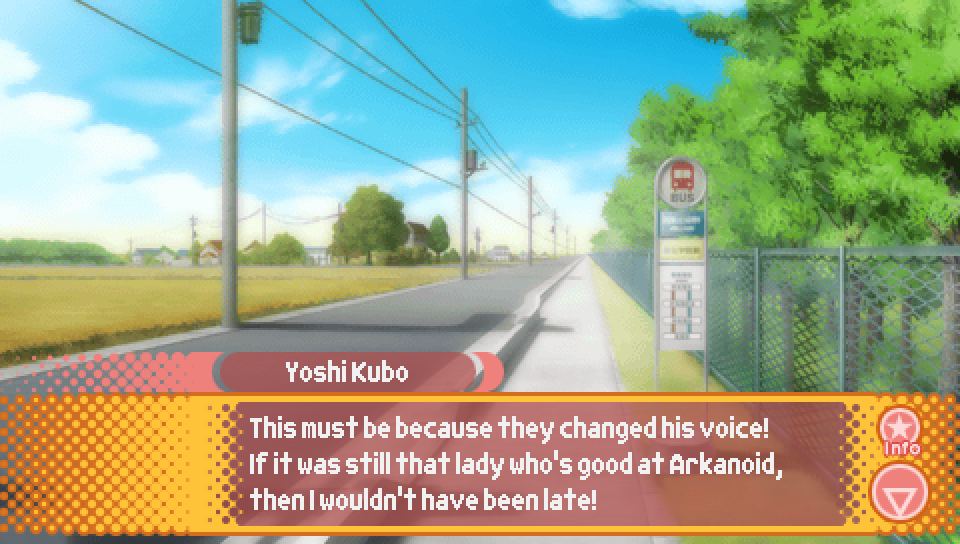 BUS
Yoshi Kubo
This must be because they changed his voice!
If it was still that lady who's good at Arkanoid,
then I wouldn't have been late!
Info